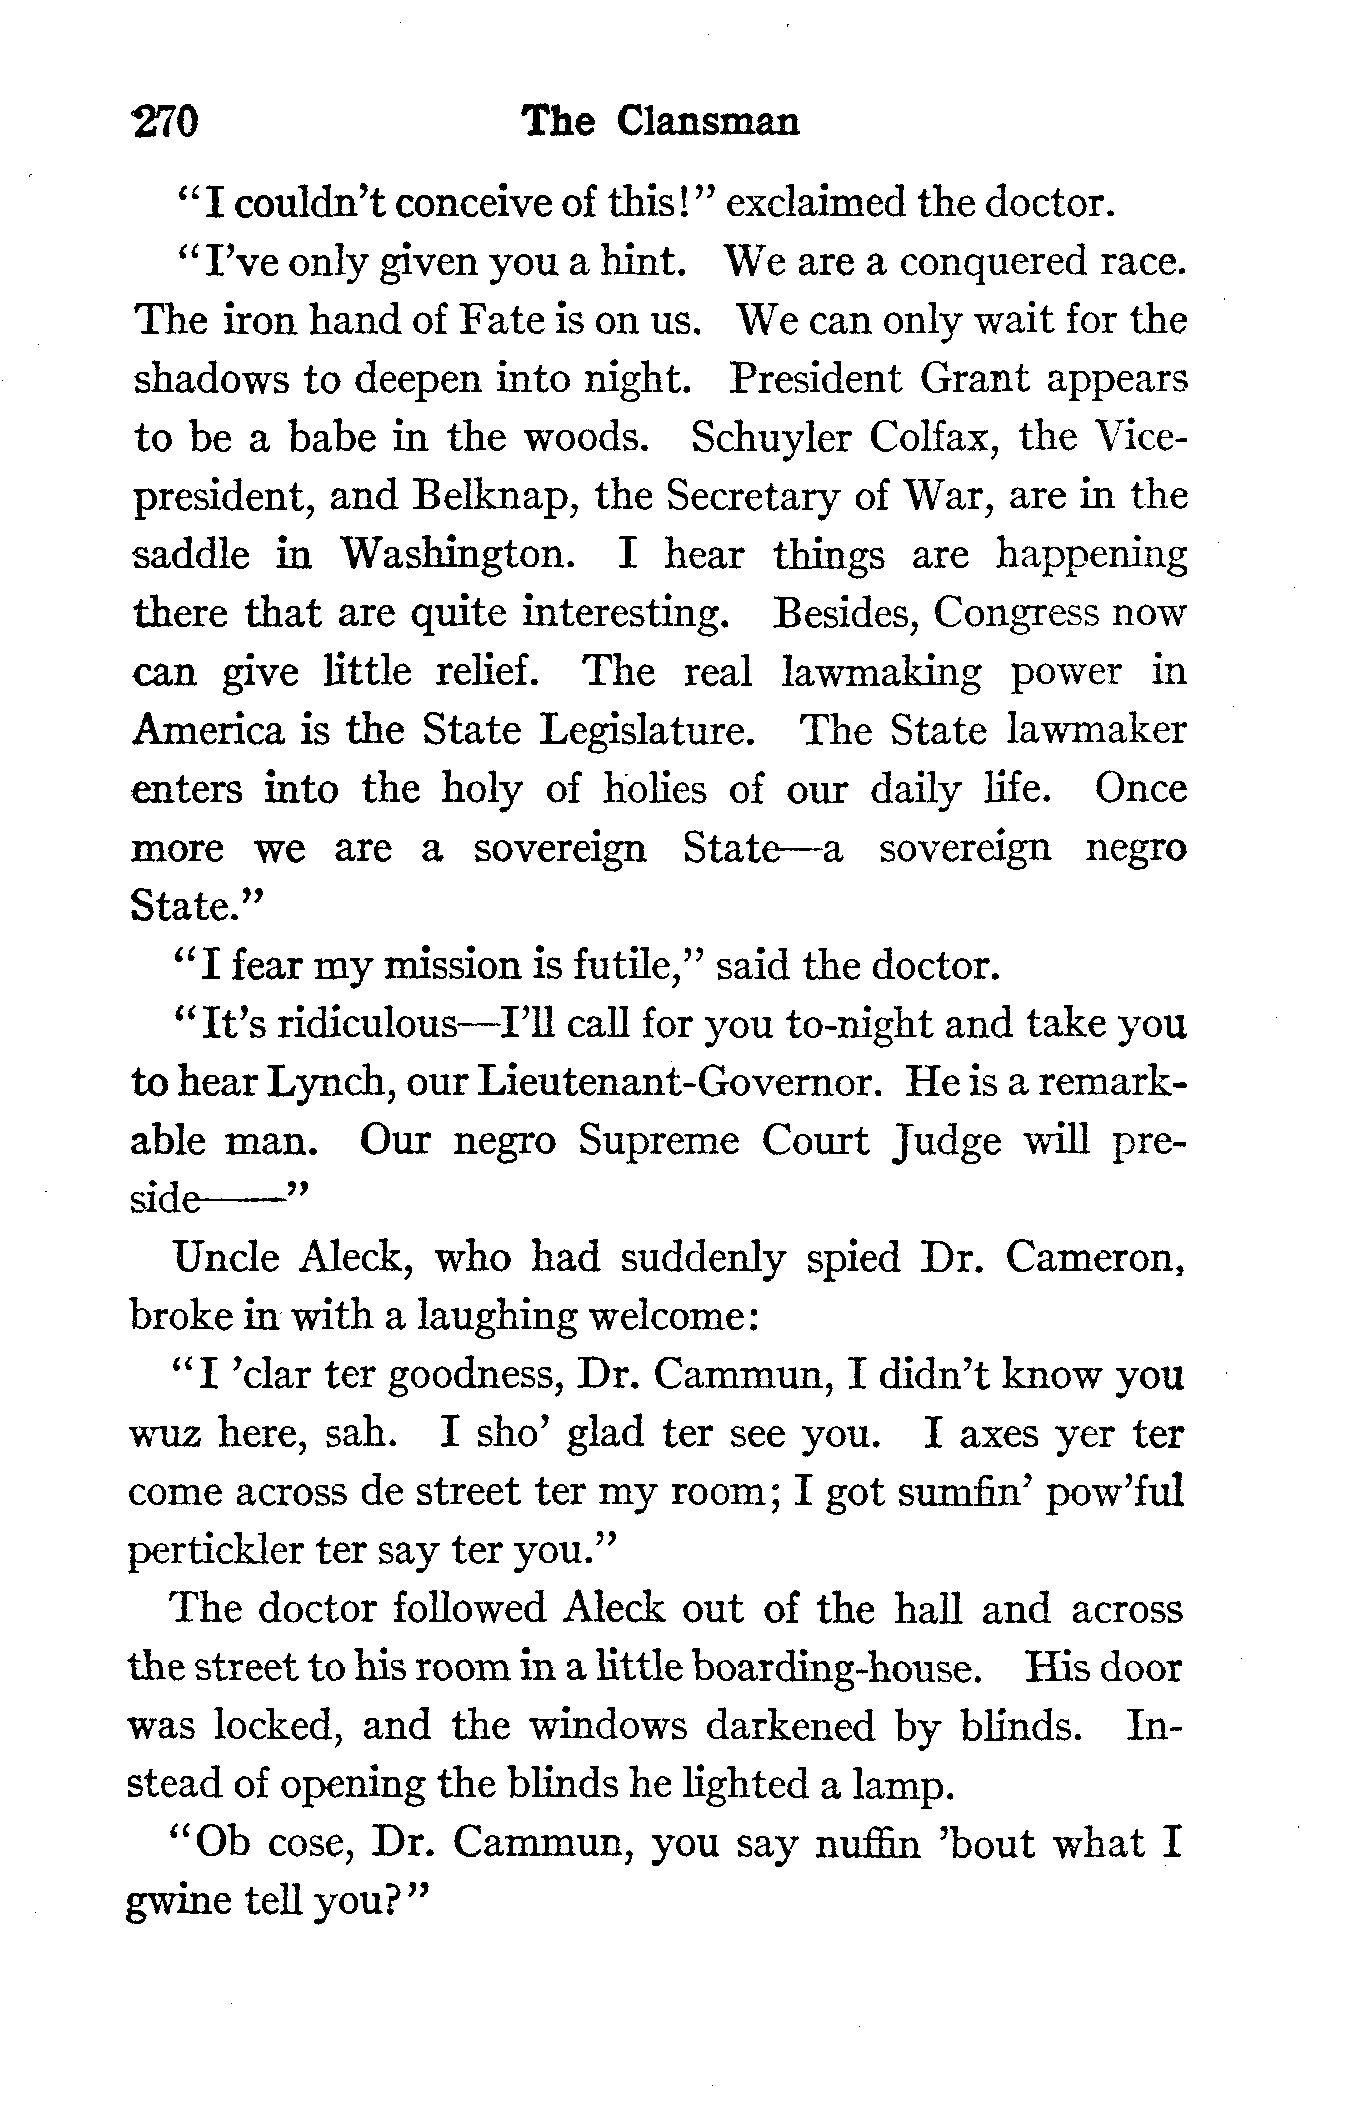 270 The Clansman
"I couldn't conceive of this!" exclaimed the doctor.
"I've only given you a hint. We are a conquered race.
The iron hand of Fate is on us. We can only wait for the
shadows to deepen into night. President Grant appears
to be a babe in the woods. Schuyler Colfax, the Vice-
president, and Belknap, the Secretary of War, are in the
saddle in Washington. I hear things are happening
there that are quite interesting. Besides, Congress now
can give little relief. The real lawmaking power in
America is the State Legislature. The State lawmaker
enters into the holy of holies of our daily life. Once
more we are a sovereign State—a sovereign negro
State."
"I fear my mission is futile," said the doctor.
"It's ridiculous—I'll call for you to-night and take you
to hear Lynch, our Lieutenant-Governor. He is a remark-
able man. Our negro Supreme Court Judge will pre-
side——"
Uncle Aleck, who had suddenly spied Dr. Cameron,
broke in with a laughing welcome:
"I 'clar ter goodness, Dr. Cammun, I didn't know you
wuz here, sah. I sho' glad ter see you. I axes yer ter
come across de street ter my room; I got sumfin' pow'ful
pertickler ter say ter you."
The doctor followed Aleck out of the hall and across
the street to his room in a little boarding-house. His door
was locked, and the windows darkened by blinds. In-
stead of opening the blinds he lighted a lamp.
"Ob cose, Dr. Cammun, you say nuffin 'bout what I
gwine tell you?"